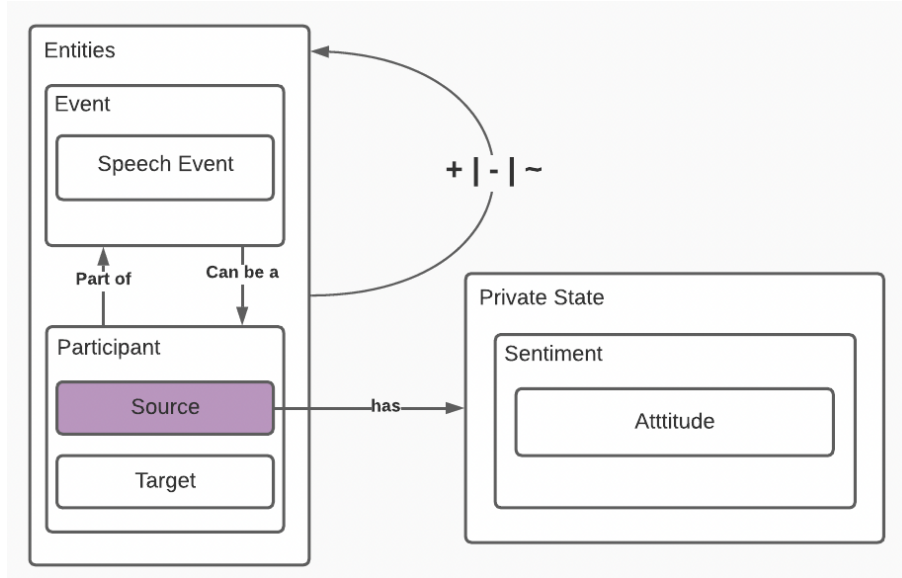 Entities
Event
Speech Event
+ | - | ~
Part of
Can be a
Private State
Participant
Sentiment
Source
has
Atttitude
Target